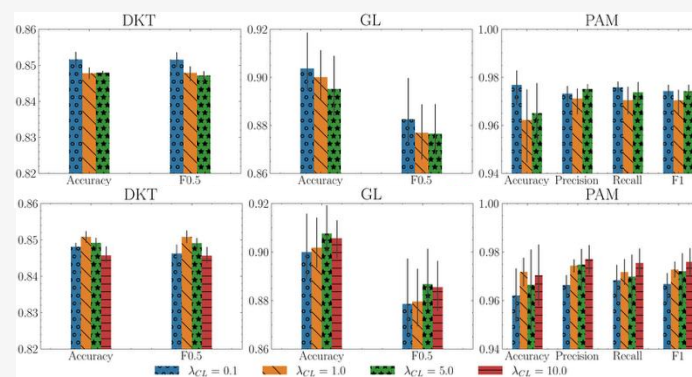 DKT
GL
PAM
0.86
0.85
0.84
0.83
0.82
Accuracy
F0.5
0.92
0.90
0.88
0.86
Accuracy
F0.5
1.00
0.98
0.96
0.94
Accuracy
Precision
Recall
F1
DKT
GL
PAM
0.86
0.85
0.84
0.83
0.82
Accuracy
F0.5
0.92
0.90
0.88
0.86
Accuracy
F0.5
1.00
0.98
0.96
0.94
Accuracy
Precision
Recall
F1
λCL = 0.1
λCL = 1.0
λCL = 5.0
λCL = 10.0